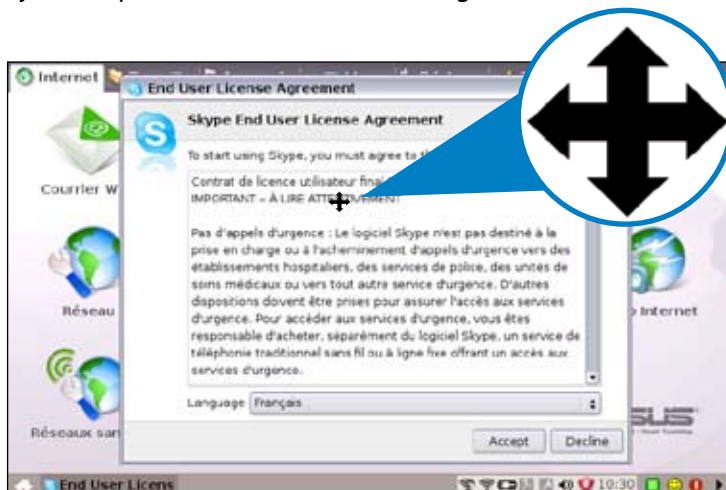 Internet
End User License Agreement
Skype End User License Agreement
To start using Skype, you must agree to
Contrat de licence utilisateur final
IMPORTANT – À LIRE ATTENTIVEMENT
Pas d'appels d'urgence : Le logiciel Skype n'est pas destiné à la
prise en charge ou à l'acheminement d'appels d'urgence vers des
établissements hospitaliers, des services de police, des unités de
soins médicaux ou vers tout autre service d'urgence. D'autres
dispositions dovent être prises pour assurer l'accès aux services
d'urgence. Pour accéder aux services d'urgence, vous êtes
responsable d'acheter, séparément du logiciel Skype, un service de
téléphonie traditionnel sans fil ou à ligne fixe offrant un accès aux
services d'urgence.
Language Français
Accept Decline
Courrier W
Réseau
Internet
Réseaux san
End User Licens
10:30